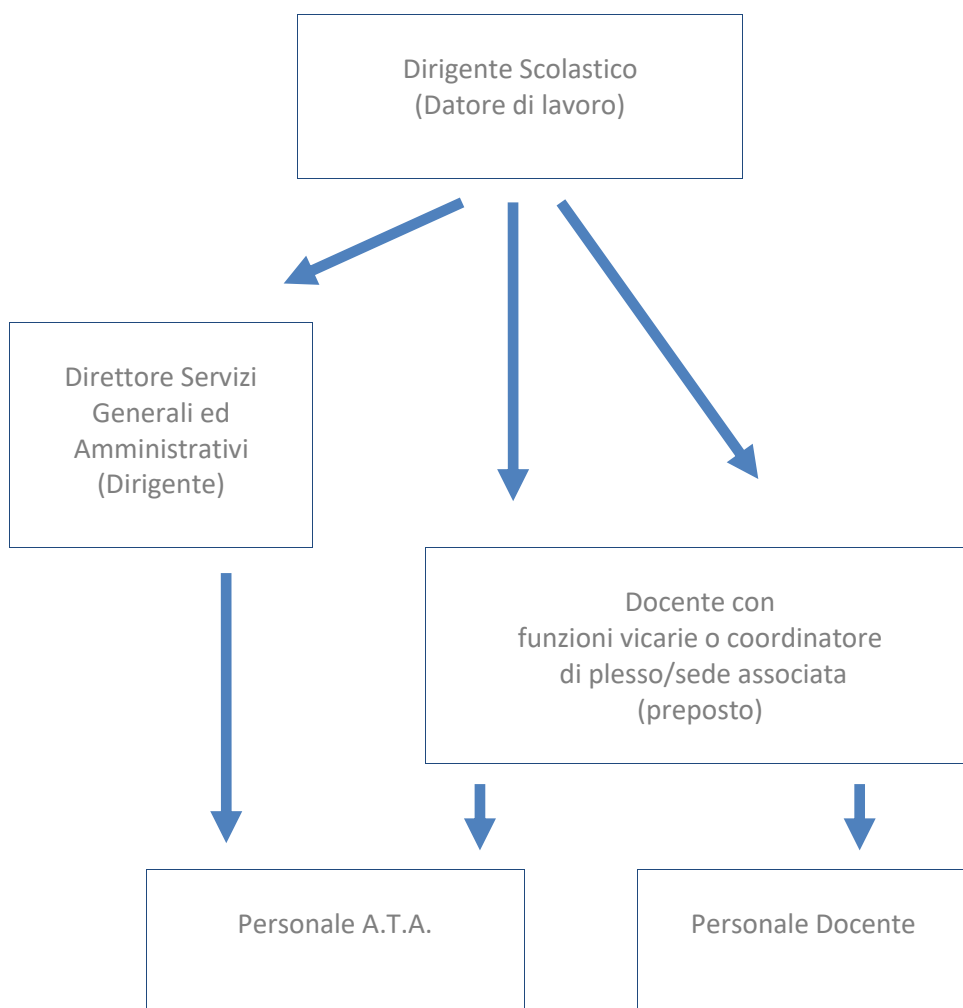 Dirigente Scolastico
(Datore di lavoro)
Direttore Servizi
Generali ed
Amministrativi
(Dirigente)
Docente con
funzioni vicarie o coordinatore
di plesso/sede associata
(preposto)
Personale A.T.A.
Personale Docente